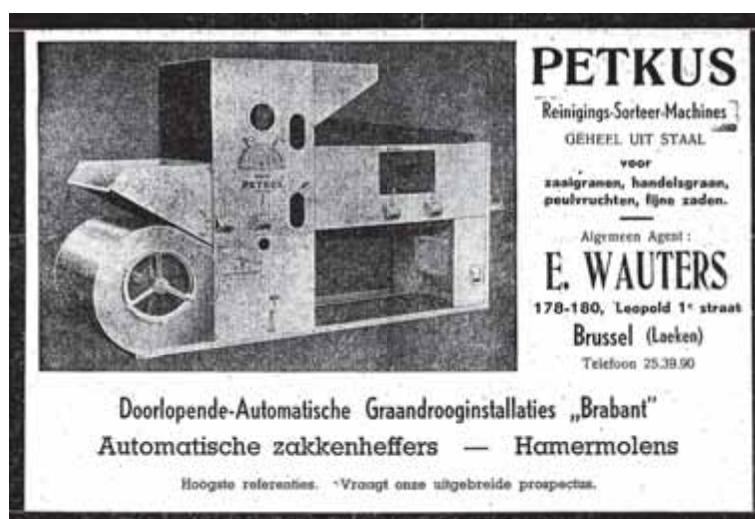 PETKUS
Reinigings-Sorteer-Machines
GEHEEL UIT STAAL
voor
zaaigranen, handelsgraan,
peulvruchten, fijne zaden.
Algemeen Agent :
E. WAUTERS
178-180, Leopold 1e straat
Brussel (Laeken)
Telefoon 25.39.90
PETKUS
Doorlopende-Automatische Graandrooginstallaties „Brabant"
Automatische zakkenheffers — Hamermolens
Hoogste referenties. Vraagt onze uitgebreide prospectus.